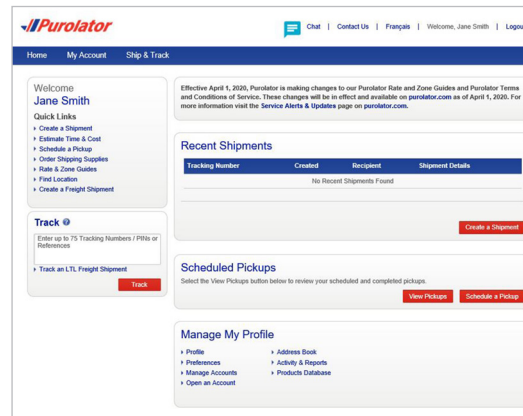 Purolator
Chat | Contact Us | Français | Welcome, Jane Smith | Logou
Home My Account Ship & Track
Welcome
Jane Smith
Quick Links
Create a Shipment
Estimate Time & Cost
Schedule a Pickup
Order Shipping Supplies
Rate & Zone Guides
Find Location
Create a Freight Shipment
Track
Enter up to 75 Tracking Numbers / PINs or
References
Track an LTL Freight Shipment
Track
Effective April 1, 2020, Purolator is making changes to our Purolator Rate and Zone Guides and Purolator Terms
and Conditions of Service. These changes will be in effect and available on purolator.com as of April 1, 2020. For
more information visit the Service Alerts & Updates page on purolator.com.
Recent Shipments
Tracking Number Created Recipient Shipment Details
No Recent Shipments Found
Create a Shipment
Scheduled Pickups
Select the View Pickups button below to review your scheduled and completed pickups.
View Pickups Schedule a Pickup
Manage My Profile
Profile Address Book
Preferences Activity & Reports
Manage Accounts Products Database
Open an Account